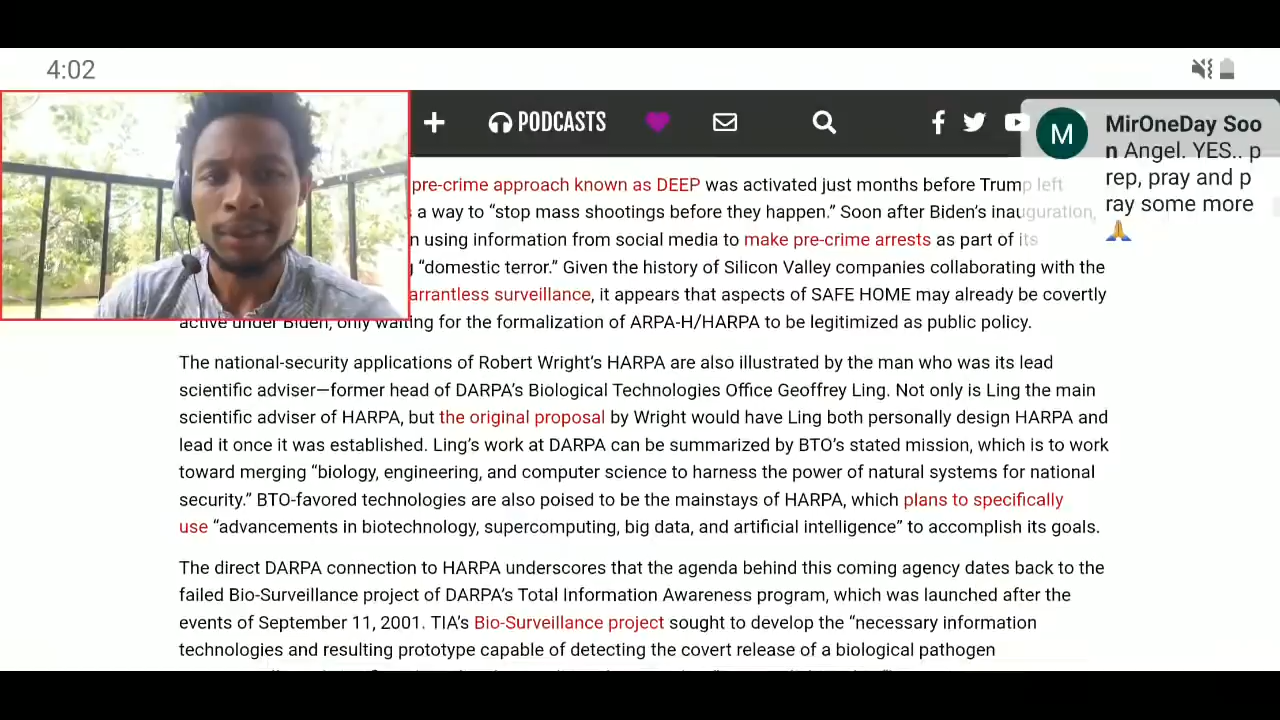 4:02
+ PODCASTS
M
MirOneDay Soo
n Angel. YES.. p
rep, pray and p
ray some more
🙏
pre-crime approach known as DEEP was activated just months before Trump left
a way to “stop mass shootings before they happen.” Soon after Biden’s inauguration,
n using information from social media to make pre-crime arrests as part of its
“domestic terror.” Given the history of Silicon Valley companies collaborating with the
arrantless surveillance, it appears that aspects of SAFE HOME may already be covertly
active under Biden, only waiting for the formalization of ARPA-H/HARPA to be legitimized as public policy.
The national-security applications of Robert Wright’s HARPA are also illustrated by the man who was its lead
scientific adviser—former head of DARPA’s Biological Technologies Office Geoffrey Ling. Not only is Ling the main
scientific adviser of HARPA, but the original proposal by Wright would have Ling both personally design HARPA and
lead it once it was established. Ling’s work at DARPA can be summarized by BTO’s stated mission, which is to work
toward merging “biology, engineering, and computer science to harness the power of natural systems for national
security.” BTO-favored technologies are also poised to be the mainstays of HARPA, which plans to specifically
use “advancements in biotechnology, supercomputing, big data, and artificial intelligence” to accomplish its goals.
The direct DARPA connection to HARPA underscores that the agenda behind this coming agency dates back to the
failed Bio-Surveillance project of DARPA’s Total Information Awareness program, which was launched after the
events of September 11, 2001. TIA’s Bio-Surveillance project sought to develop the “necessary information
technologies and resulting prototype capable of detecting the covert release of a biological pathogen